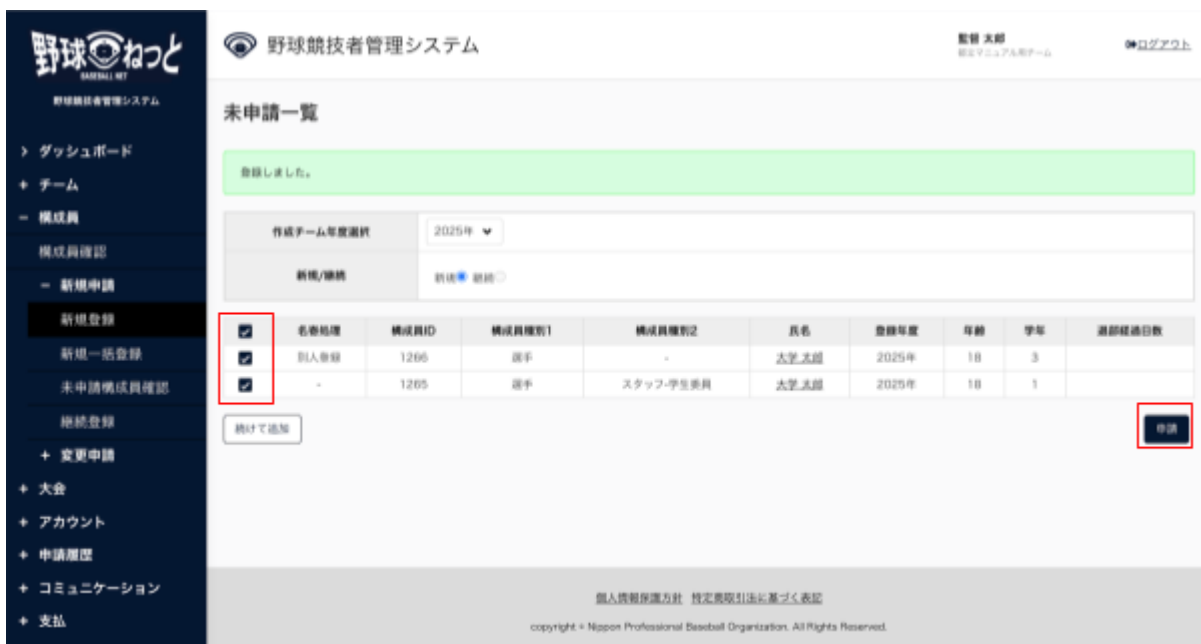 野球ねっと
BASEBALL NET
野球競技者管理システム
野球競技者管理システム
監督 太郎
ログアウト
未申請一覧
> ダッシュボード
+ チーム
− 構成員
構成員確認
− 新規申請
新規登録
新規一括登録
未申請構成員確認
継続登録
+ 変更申請
+ 大会
+ アカウント
+ 申請履歴
+ コミュニケーション
+ 支払
登録しました。
作成チーム年度選択 2025年
新規/継続 新規 継続
名寄処理 構成員ID 構成員種別1 構成員種別2 氏名 登録年度 年齢 学年 退部経過日数
別人登録 1266 選手 - 大学 太郎 2025年 18 3
- 1265 選手 スタッフ-学生委員 大学 太郎 2025年 18 1
続けて追加 申請
個人情報保護方針 特定商取引法に基づく表記
copyright © Nippon Professional Baseball Organization. All Rights Reserved.